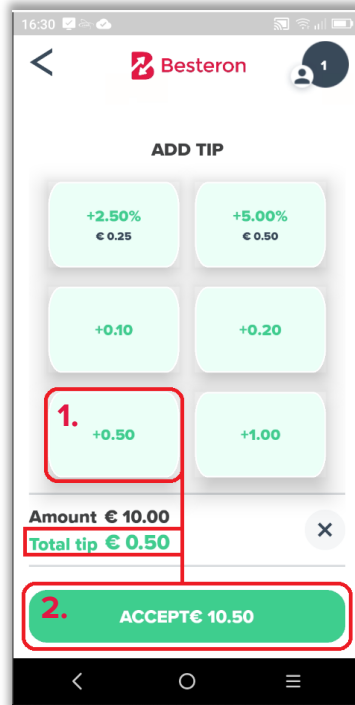 16:30
Besteron
1
ADD TIP
+2.50% +5.00%
€ 0.25 € 0.50
+0.10 +0.20
1.
+0.50 +1.00
Amount € 10.00
Total tip € 0.50
2. ACCEPT€ 10.50